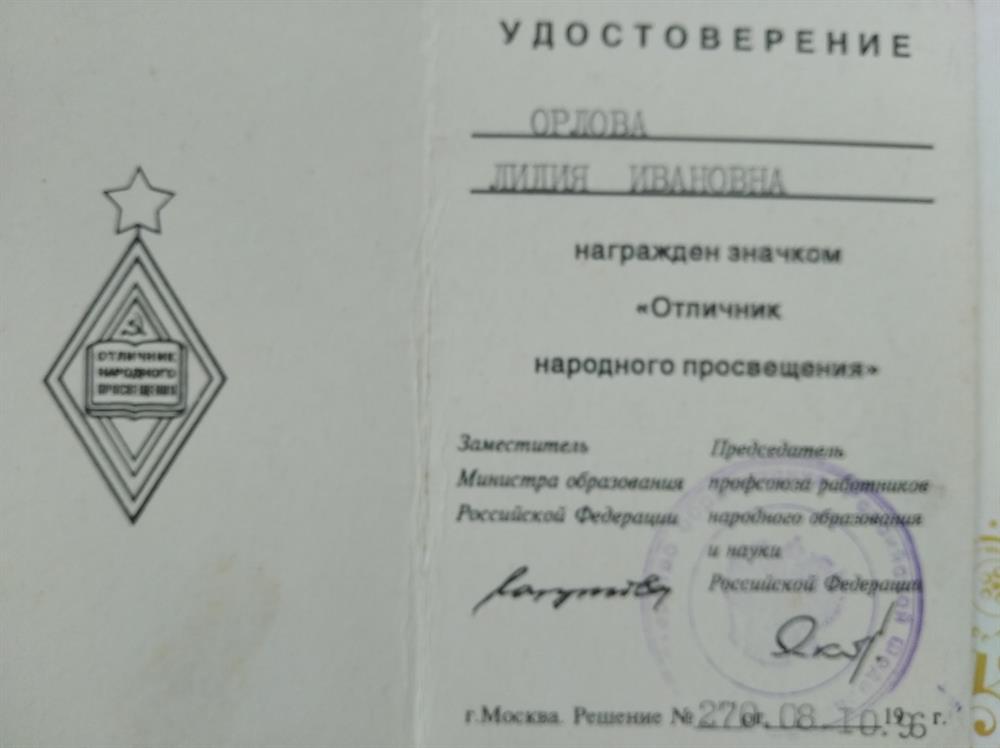 ОТЛИЧНИК
НАРОДНОГО
ПРОСВЕЩЕНИЯ
УДОСТОВЕРЕНИЕ
ОРЛОВА
ЛИДИЯ ИВАНОВНА
награжден значком
«Отличник
народного просвещения»
Заместитель
Министра образования
Российской Федерации
Председатель
профсоюза работников
народного образования
и науки
Российской Федерации
г.Москва. Решение № 270 от 08.10.1996 г.